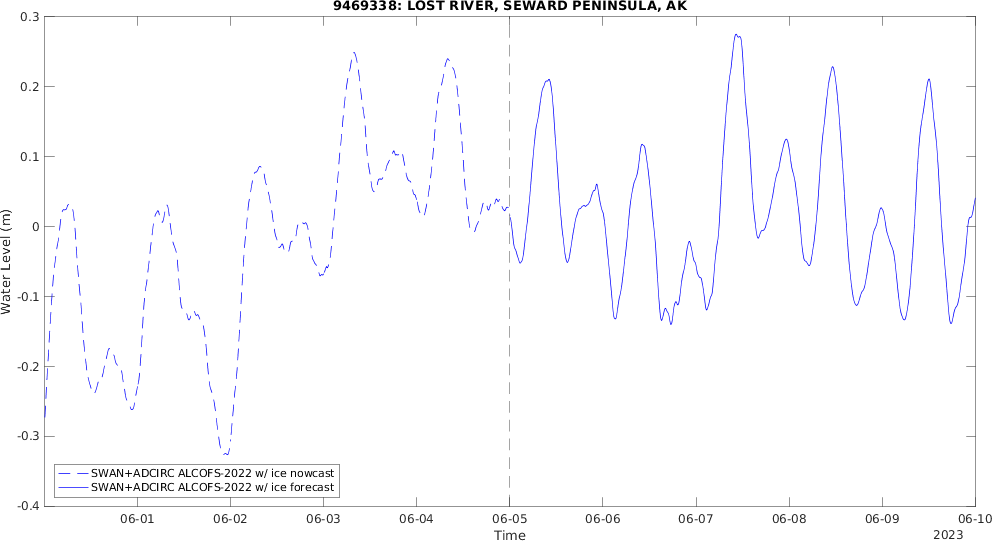 9469338: LOST RIVER, SEWARD PENINSULA, AK
0.3
0.2
0.1
0
-0.1
-0.2
-0.3
-0.4
Water Level (m)
SWAN+ADCIRC ALCOFS-2022 w/ ice nowcast
SWAN+ADCIRC ALCOFS-2022 w/ ice forecast
06-01 06-02 06-03 06-04 06-05 06-06 06-07 06-08 06-09 06-10
Time
2023